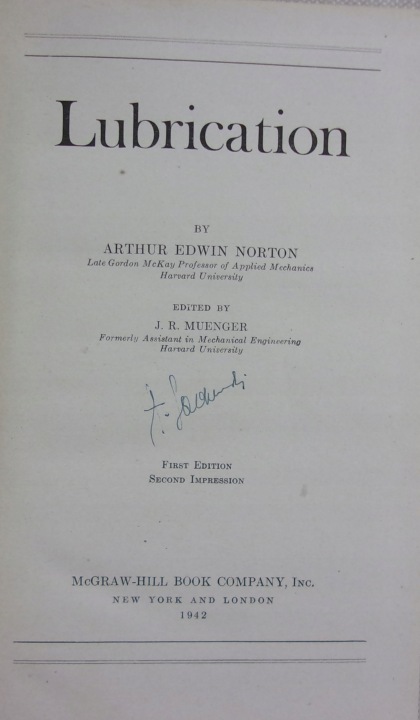 Lubrication
BY
ARTHUR EDWIN NORTON
Late Gordon McKay Professor of Applied Mechanics
Harvard University
EDITED BY
J. R. MUENGER
Formerly Assistant in Mechanical Engineering
Harvard University
FIRST EDITION
SECOND IMPRESSION
McGRAW-HILL BOOK COMPANY, INC.
NEW YORK AND LONDON
1942